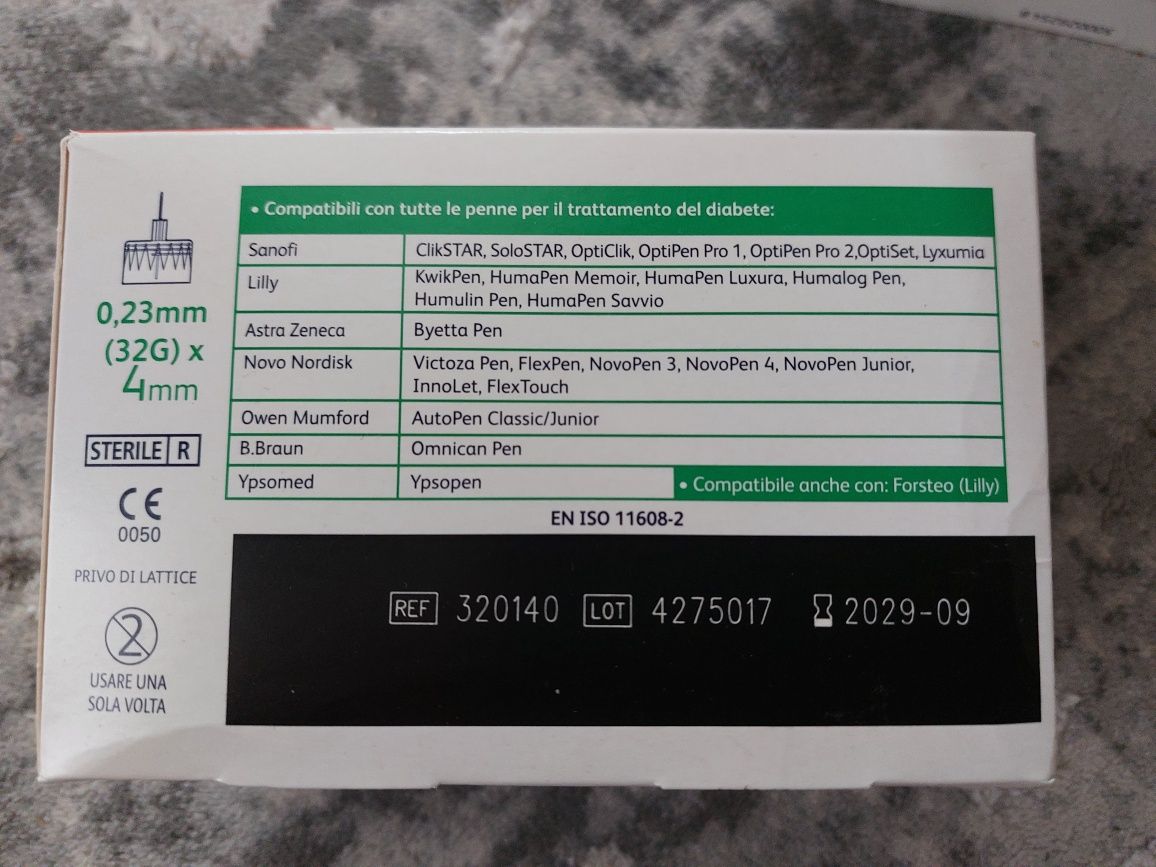 • Compatibili con tutte le penne per il trattamento del diabete:
Sanofi ClikSTAR, SoloSTAR, OptiClik, OptiPen Pro 1, OptiPen Pro 2,OptiSet, Lyxumia
Lilly KwikPen, HumaPen Memoir, HumaPen Luxura, Humalog Pen,
Humulin Pen, HumaPen Savvio
Astra Zeneca Byetta Pen
Novo Nordisk Victoza Pen, FlexPen, NovoPen 3, NovoPen 4, NovoPen Junior,
InnoLet, FlexTouch
Owen Mumford AutoPen Classic/Junior
B.Braun Omnican Pen
Ypsomed Ypsopen • Compatibile anche con: Forsteo (Lilly)
EN ISO 11608-2
0,23mm
(32G) x
4mm
STERILE R
CE
0050
PRIVO DI LATTICE
2
USARE UNA
SOLA VOLTA
REF 320140 LOT 4275017 2029-09